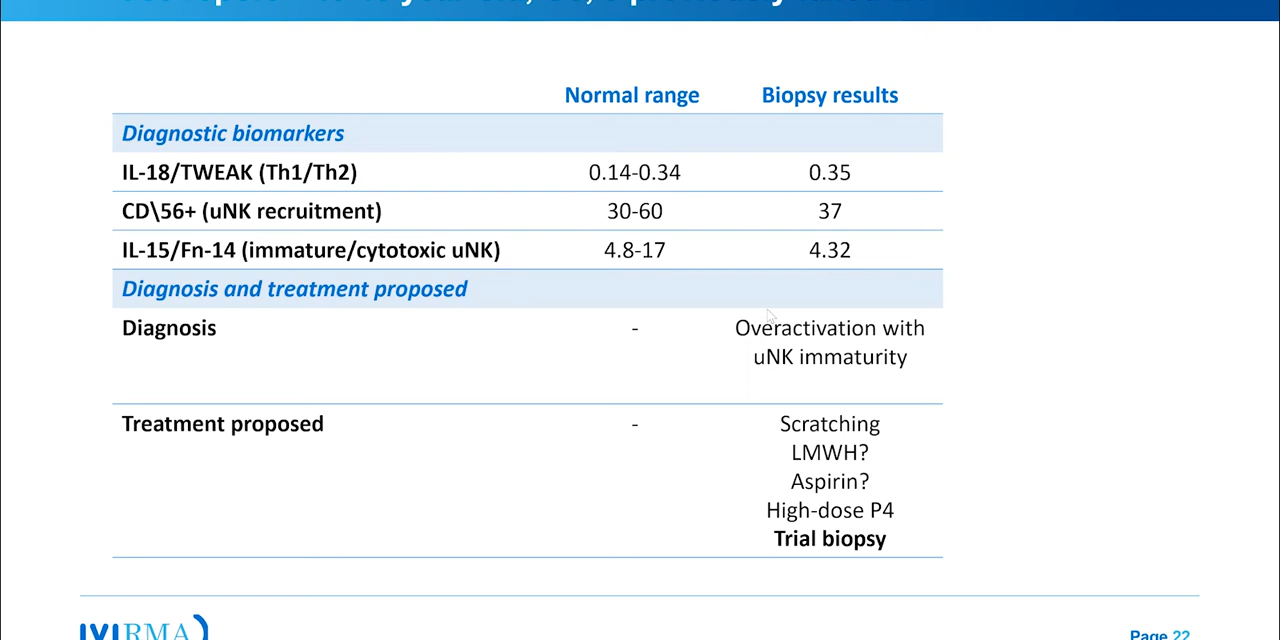 Normal range Biopsy results
Diagnostic biomarkers
IL-18/TWEAK (Th1/Th2) 0.14-0.34 0.35
CD\56+ (uNK recruitment) 30-60 37
IL-15/Fn-14 (immature/cytotoxic uNK) 4.8-17 4.32
Diagnosis and treatment proposed
Diagnosis - Overactivation with
uNK immaturity
Treatment proposed - Scratching
LMWH?
Aspirin?
High-dose P4
Trial biopsy
IVIRMA
Page 22